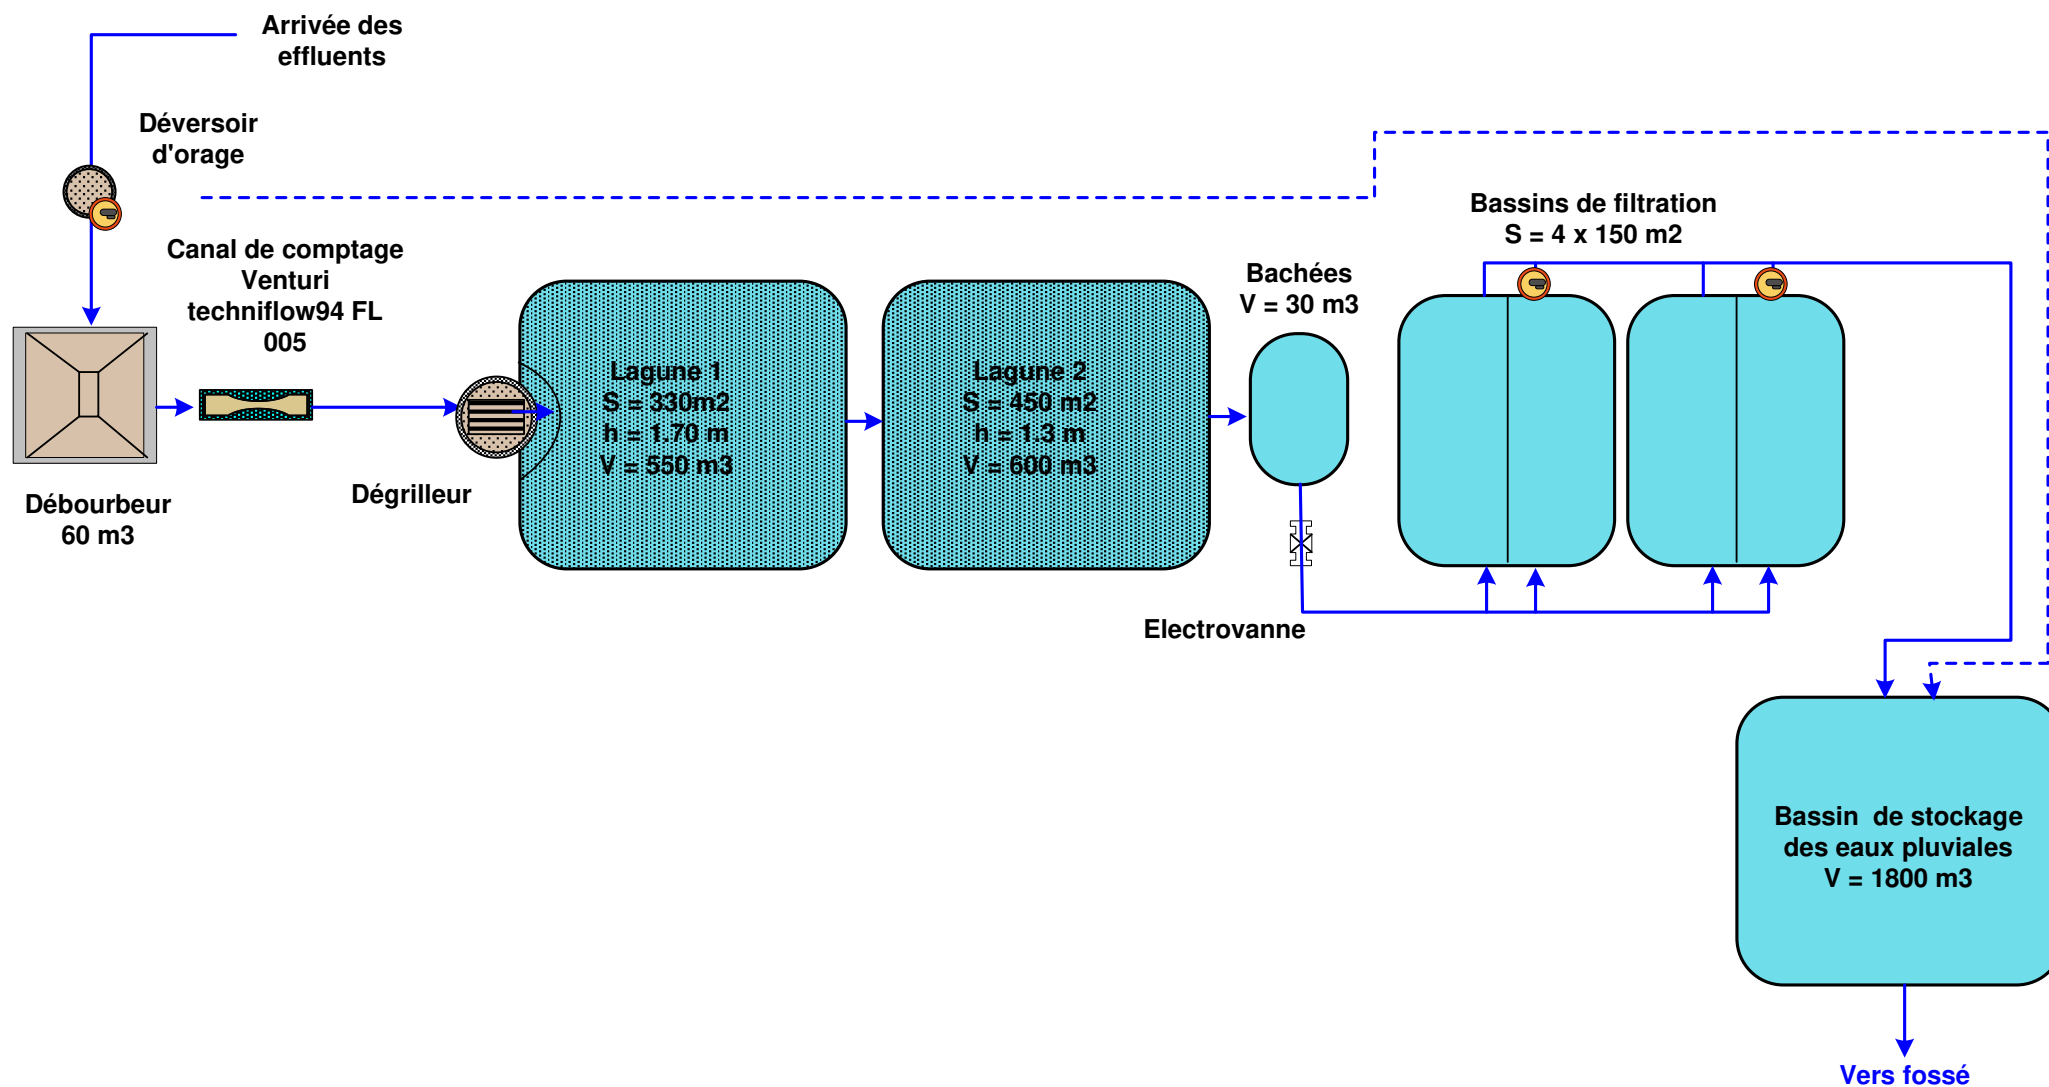 Arrivée des
effluents
Déversoir
d'orage
Canal de comptage
Venturi
techniflow94 FL
005
Débourbeur
60 m3
Dégrilleur
Lagune 1
S = 330m2
h = 1.70 m
V = 550 m3
Lagune 2
S = 450 m2
h = 1.3 m
V = 600 m3
Bachées
V = 30 m3
Electrovanne
Bassins de filtration
S = 4 x 150 m2
Bassin  de stockage
des eaux pluviales
V = 1800 m3
Vers fossé